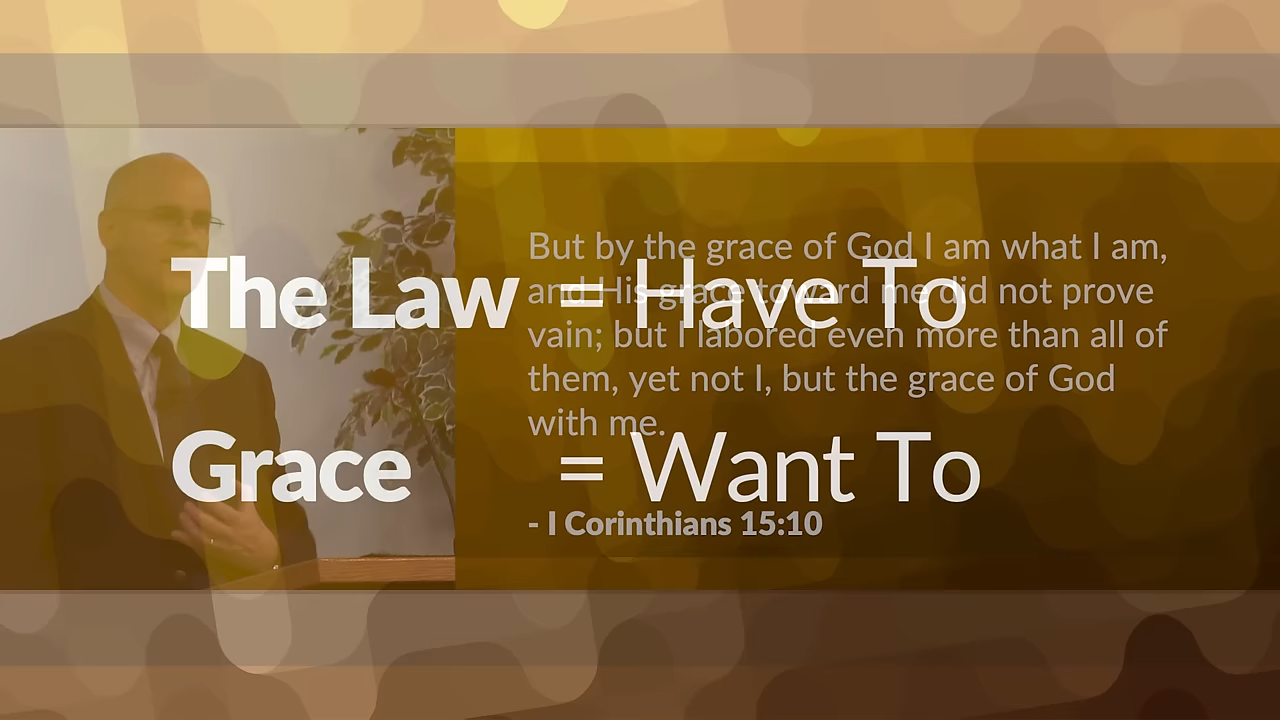 But by the grace of God I am what I am,
and His grace toward me did not prove
vain; but I labored even more than all of
them, yet not I, but the grace of God
with me.
- I Corinthians 15:10
The Law = Have To
Grace = Want To